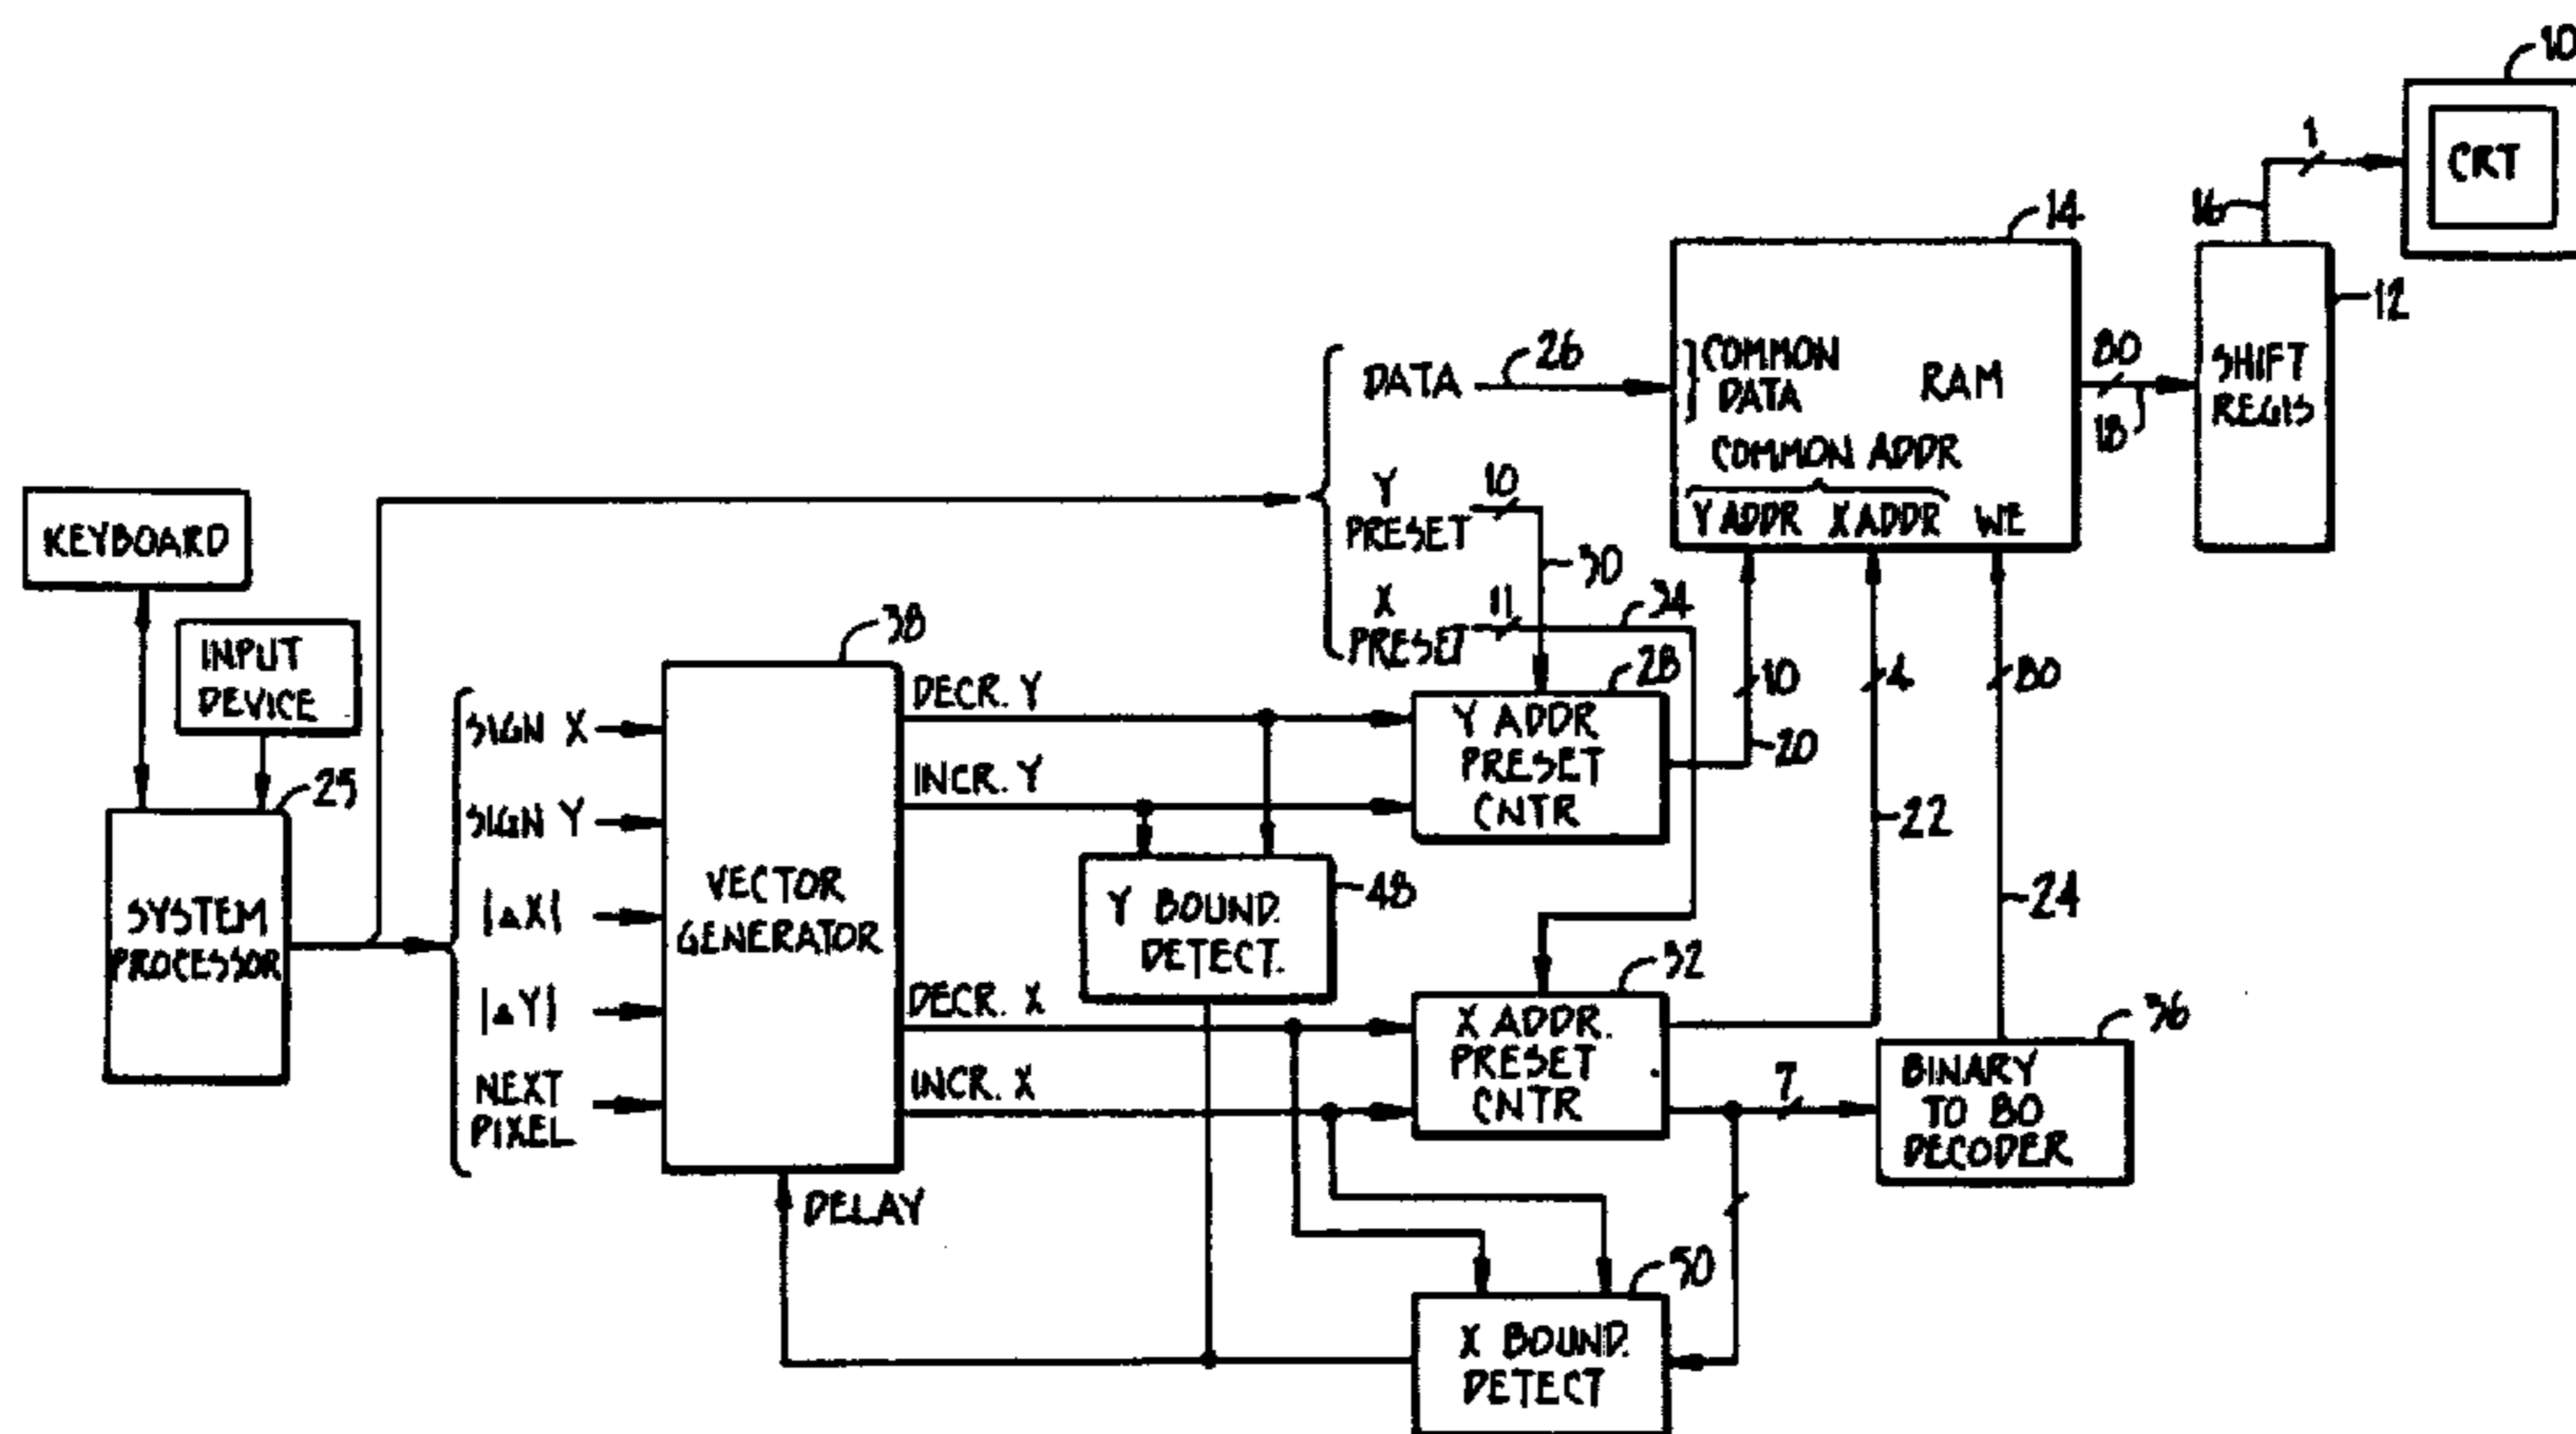 10
CRT
1
16
14
12
COMMON
DATA
RAM
COMMON ADDR
Y ADDR
X ADDR
WE
80
18
SHIFT
REGIS
DATA
26
Y
PRESET
10
30
X
PRESET
11
34
KEYBOARD
INPUT
DEVICE
25
SYSTEM
PROCESSOR
SIGN X
SIGN Y
|ΔX|
|ΔY|
NEXT
PIXEL
38
VECTOR
GENERATOR
DELAY
DECR. Y
INCR. Y
DECR. X
INCR. X
28
Y ADDR
PRESET
CNTR
10
20
4
22
80
24
Y BOUND.
DETECT.
48
32
X ADDR.
PRESET
CNTR
7
36
BINARY
TO 80
DECODER
50
X BOUND.
DETECT